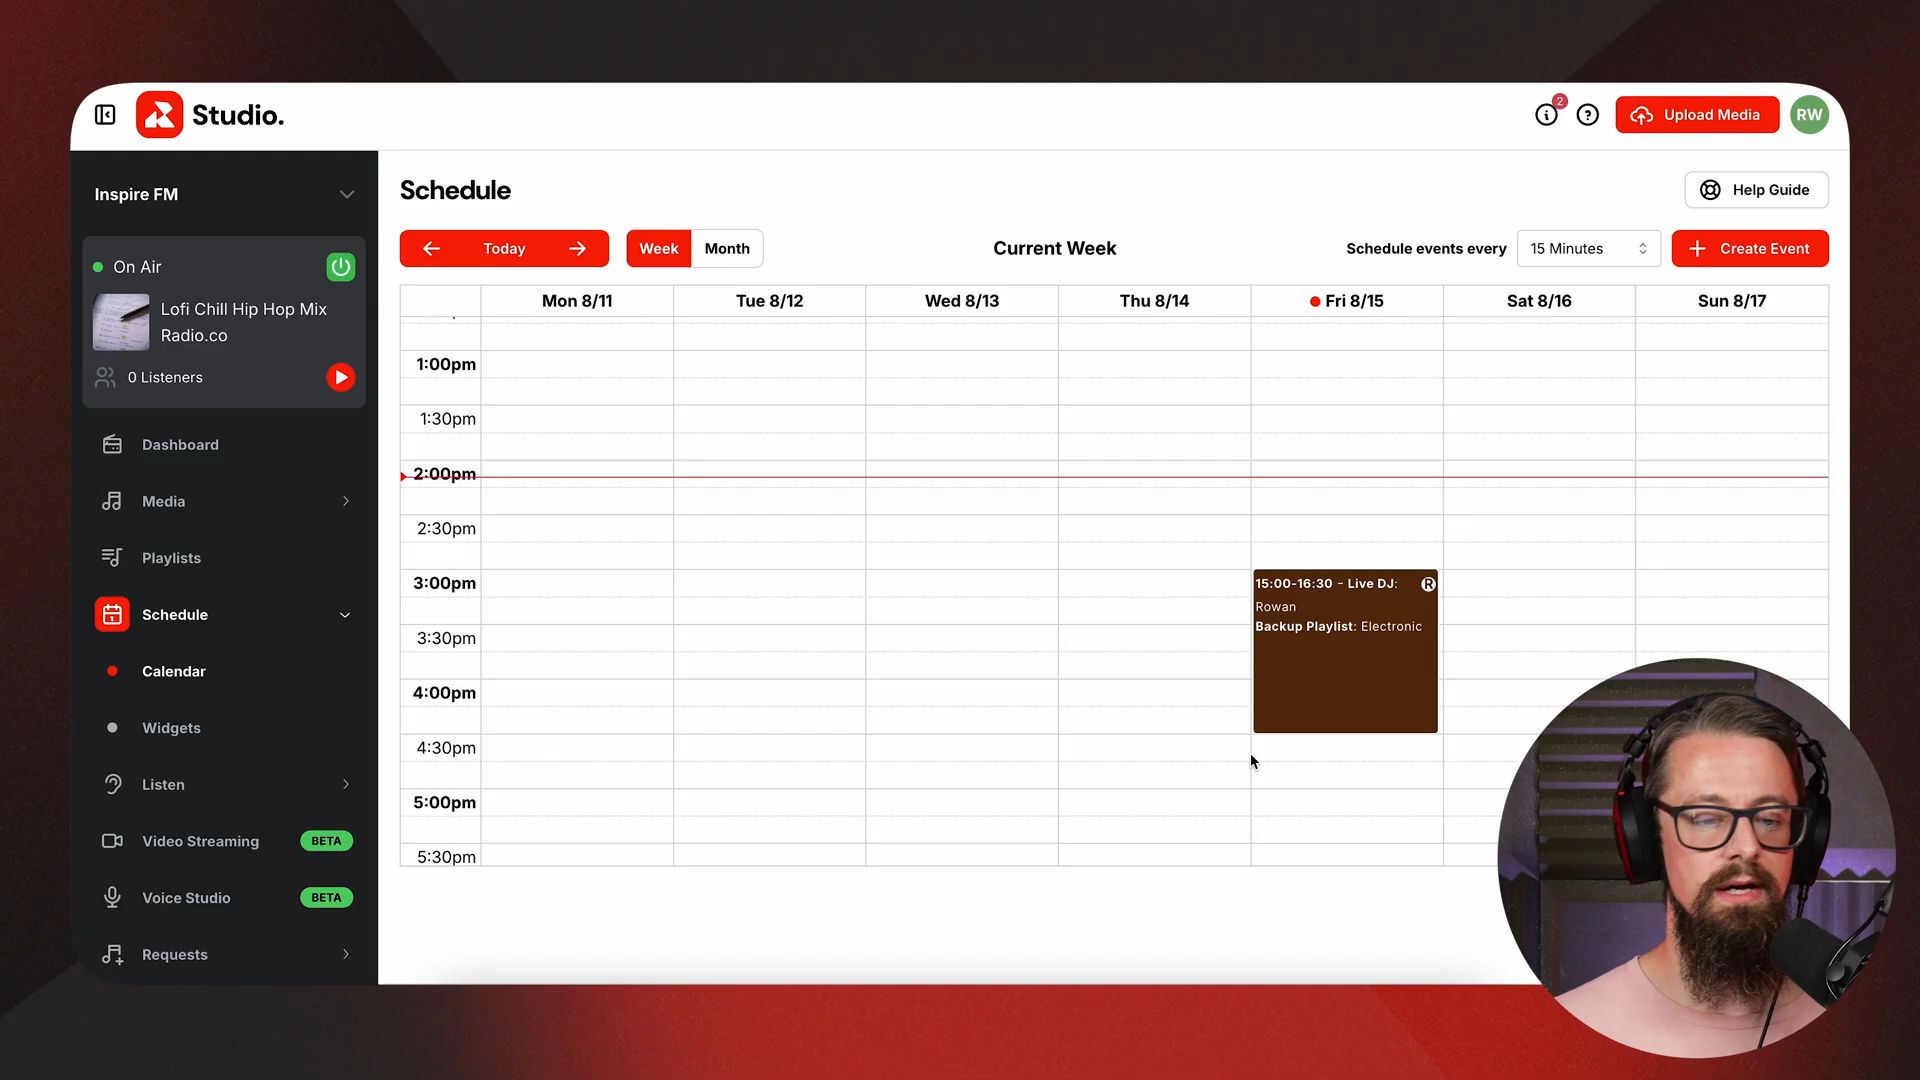 Studio.
2
Upload Media
RW
Inspire FM
On Air
Lofi Chill Hip Hop Mix
Radio.co
0 Listeners
Dashboard
Media
Playlists
Schedule
Calendar
Widgets
Listen
Video Streaming BETA
Voice Studio BETA
Requests
Schedule
Help Guide
Today
Week Month
Current Week
Schedule events every 15 Minutes
Create Event
Mon 8/11 Tue 8/12 Wed 8/13 Thu 8/14 Fri 8/15 Sat 8/16 Sun 8/17
1:00pm
1:30pm
2:00pm
2:30pm
3:00pm
3:30pm
4:00pm
4:30pm
5:00pm
5:30pm
15:00-16:30 - Live DJ: R
Rowan
Backup Playlist: Electronic